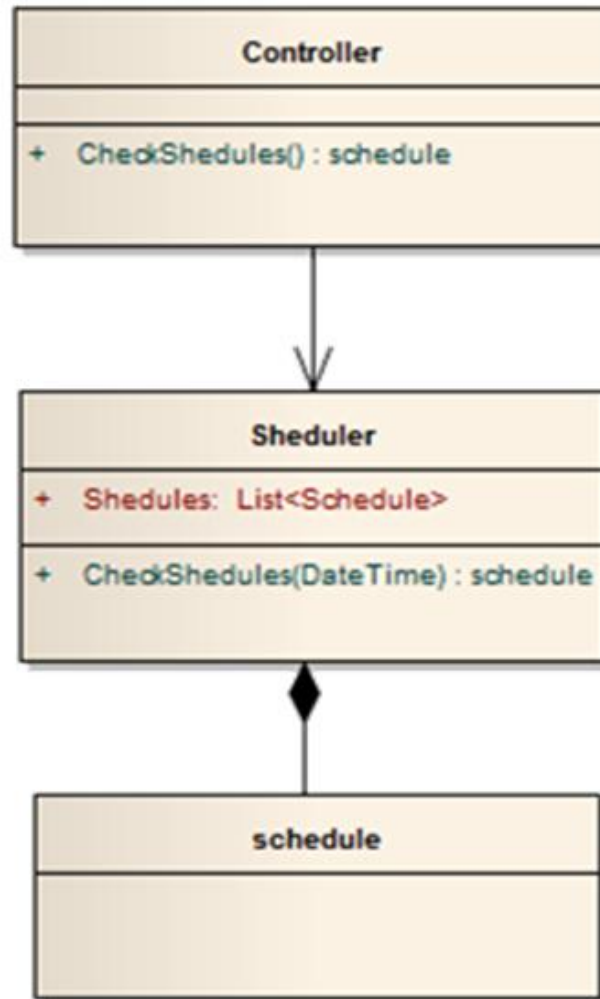 Controller
+ CheckShedules() : schedule
Sheduler
+ Shedules: List<Schedule>
+ CheckShedules(DateTime) : schedule
schedule